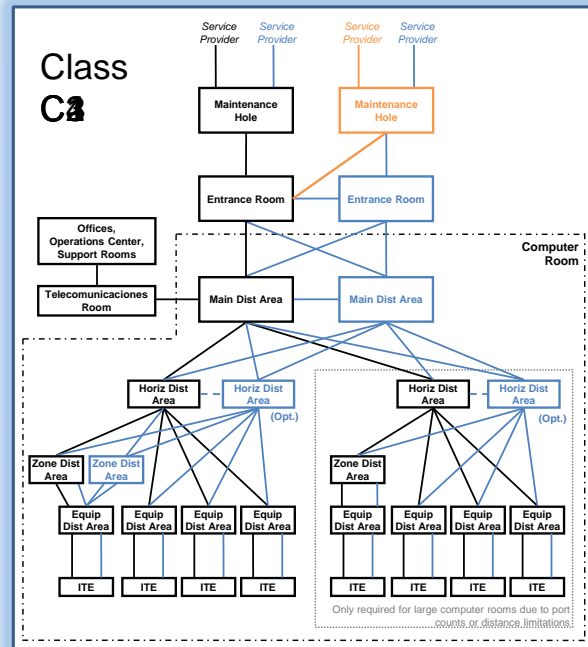 Service
Provider
Service
Provider
Service
Provider
Service
Provider
Class
Maintenance
Hole
Maintenance
Hole
Entrance Room
Entrance Room
Offices,
Operations Center,
Support Rooms
Computer
Room
Telecomunicaciones
Room
Main Dist Area
Main Dist Area
Horiz Dist
Area
Horiz Dist
Area
(Opt.)
Horiz Dist
Area
Horiz Dist
Area
(Opt.)
Zone Dist
Area
Zone Dist
Area
Zone Dist
Area
Equip
Dist Area
Equip
Dist Area
Equip
Dist Area
Equip
Dist Area
Equip
Dist Area
Equip
Dist Area
Equip
Dist Area
Equip
Dist Area
ITE
ITE
ITE
ITE
ITE
ITE
ITE
ITE
Only required for large computer rooms due to port
counts or distance limitations